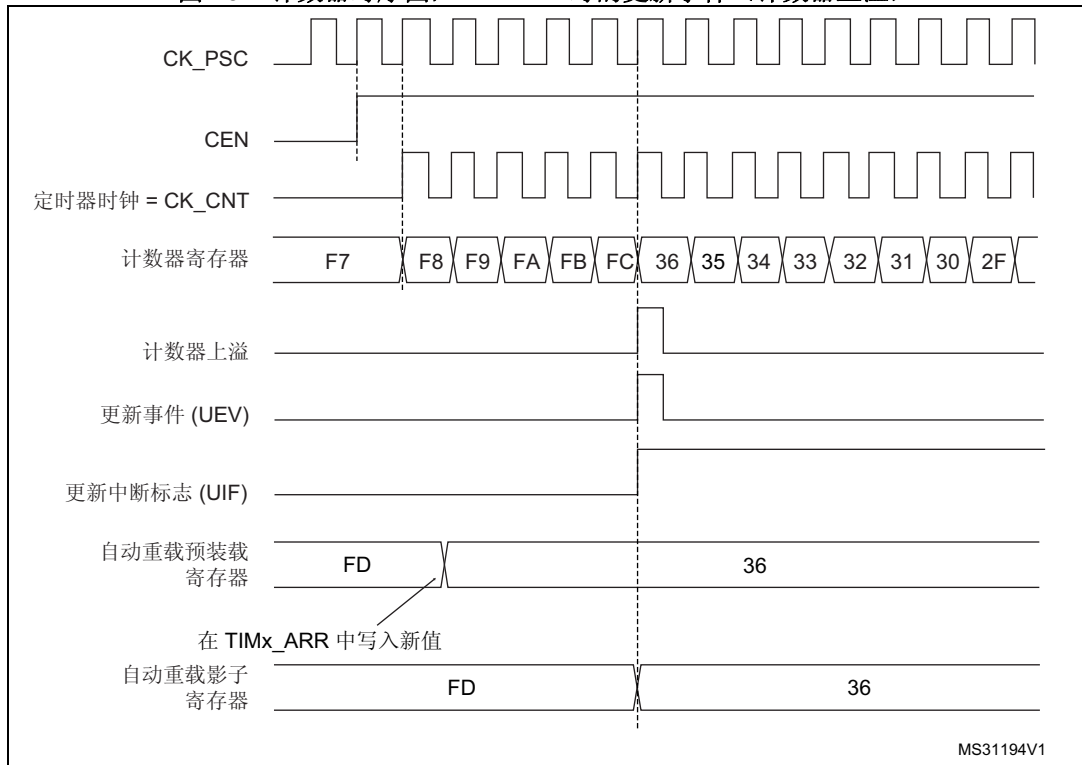 CK_PSC
CEN
定时器时钟 = CK_CNT
计数器寄存器 F7 F8 F9 FA FB FC 36 35 34 33 32 31 30 2F
计数器上溢
更新事件 (UEV)
更新中断标志 (UIF)
自动重载预装载
寄存器
FD 36
在 TIMx_ARR 中写入新值
自动重载影子
寄存器
FD 36
MS31194V1